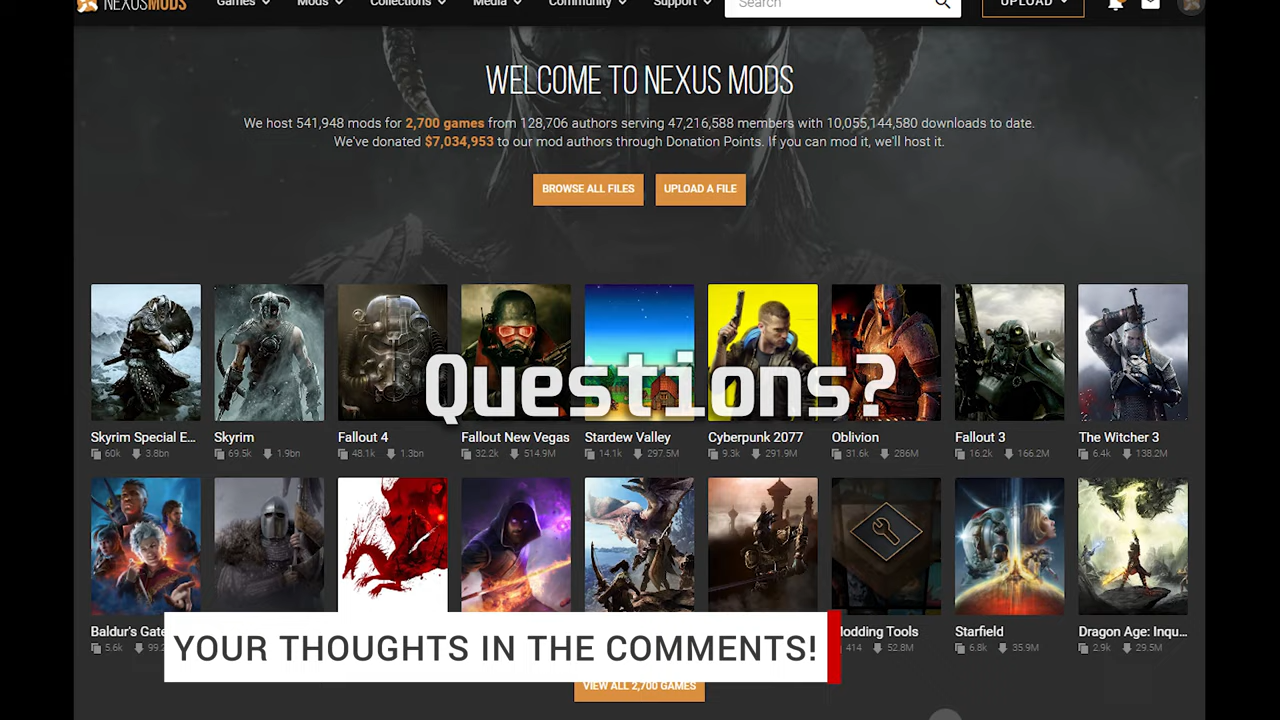 NEXUSMODS
Games
Mods
Collections
Media
Community
Support
Search
UPLOAD
WELCOME TO NEXUS MODS
We host 541,948 mods for 2,700 games from 128,706 authors serving 47,216,588 members with 10,055,144,580 downloads to date.
We've donated $7,034,953 to our mod authors through Donation Points. If you can mod it, we'll host it.
BROWSE ALL FILES
UPLOAD A FILE
Questions?
Skyrim Special E...
60k 3.8bn
Skyrim
69.5k 1.9bn
Fallout 4
48.1k 1.3bn
Fallout New Vegas
32.2k 514.9M
Stardew Valley
14.1k 297.5M
Cyberpunk 2077
9.3k 291.9M
Oblivion
31.6k 286M
Fallout 3
16.2k 166.2M
The Witcher 3
6.4k 138.2M
Baldur's Gate
5.6k 99.2
Modding Tools
414 52.8M
Starfield
6.8k 35.9M
Dragon Age: Inqu...
2.9k 29.5M
YOUR THOUGHTS IN THE COMMENTS!
VIEW ALL 2,700 GAMES